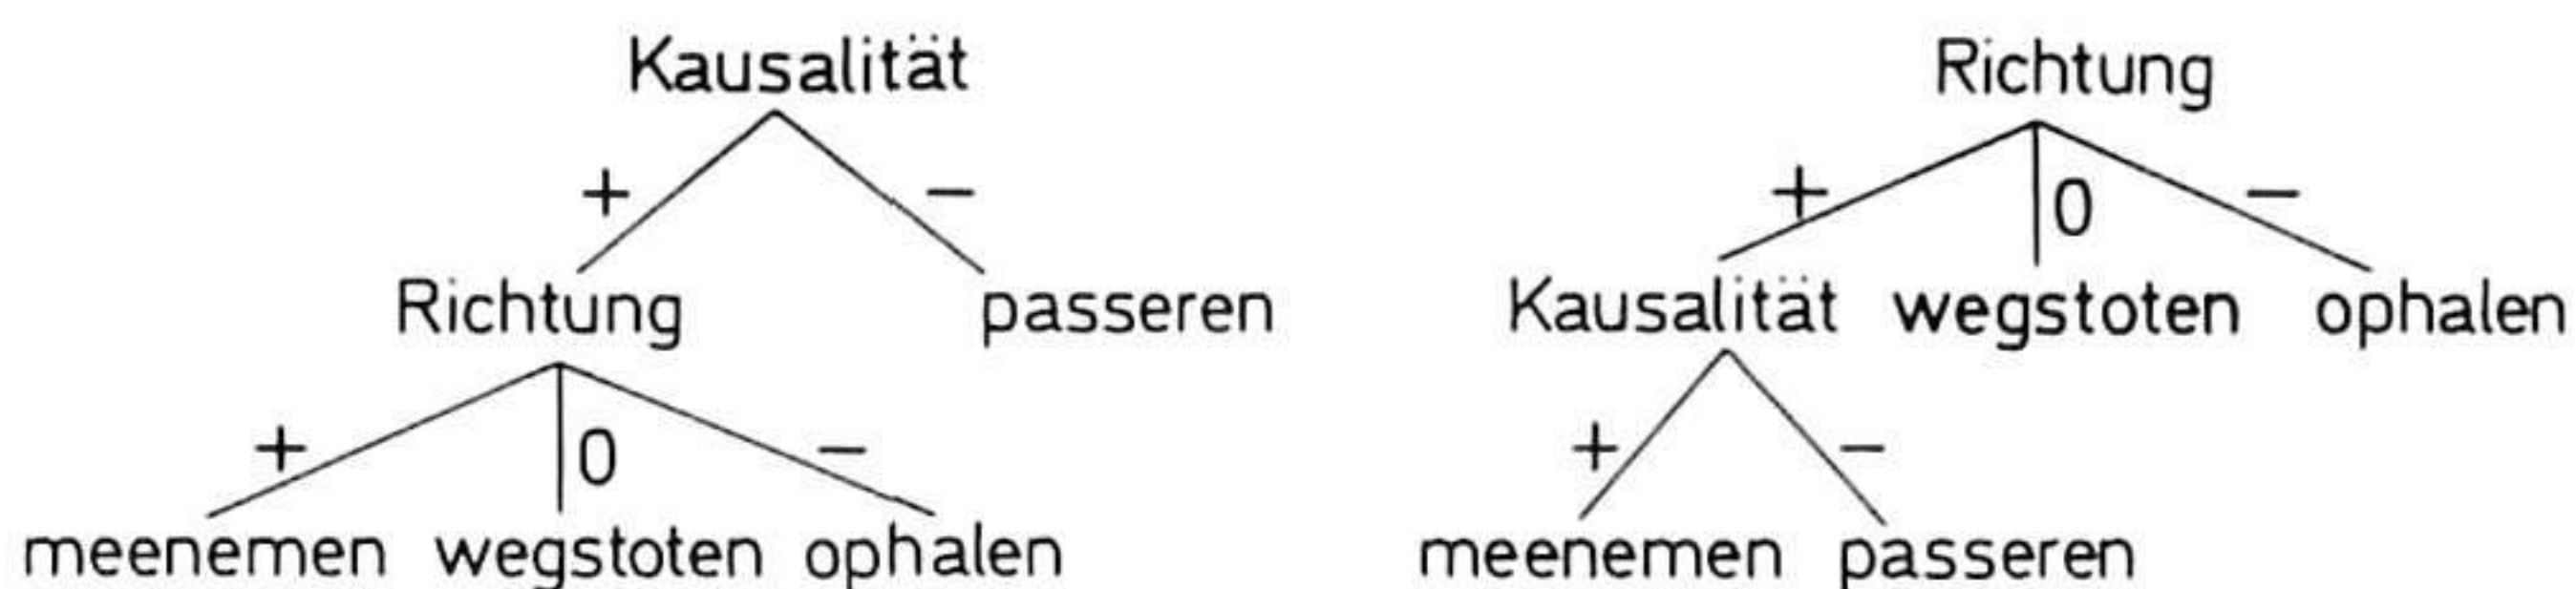 Kausalität
+ −
Richtung passeren
+ 0 −
meenemen wegstoten ophalen
Richtung
+ 0 −
Kausalität wegstoten ophalen
+ −
meenemen passeren